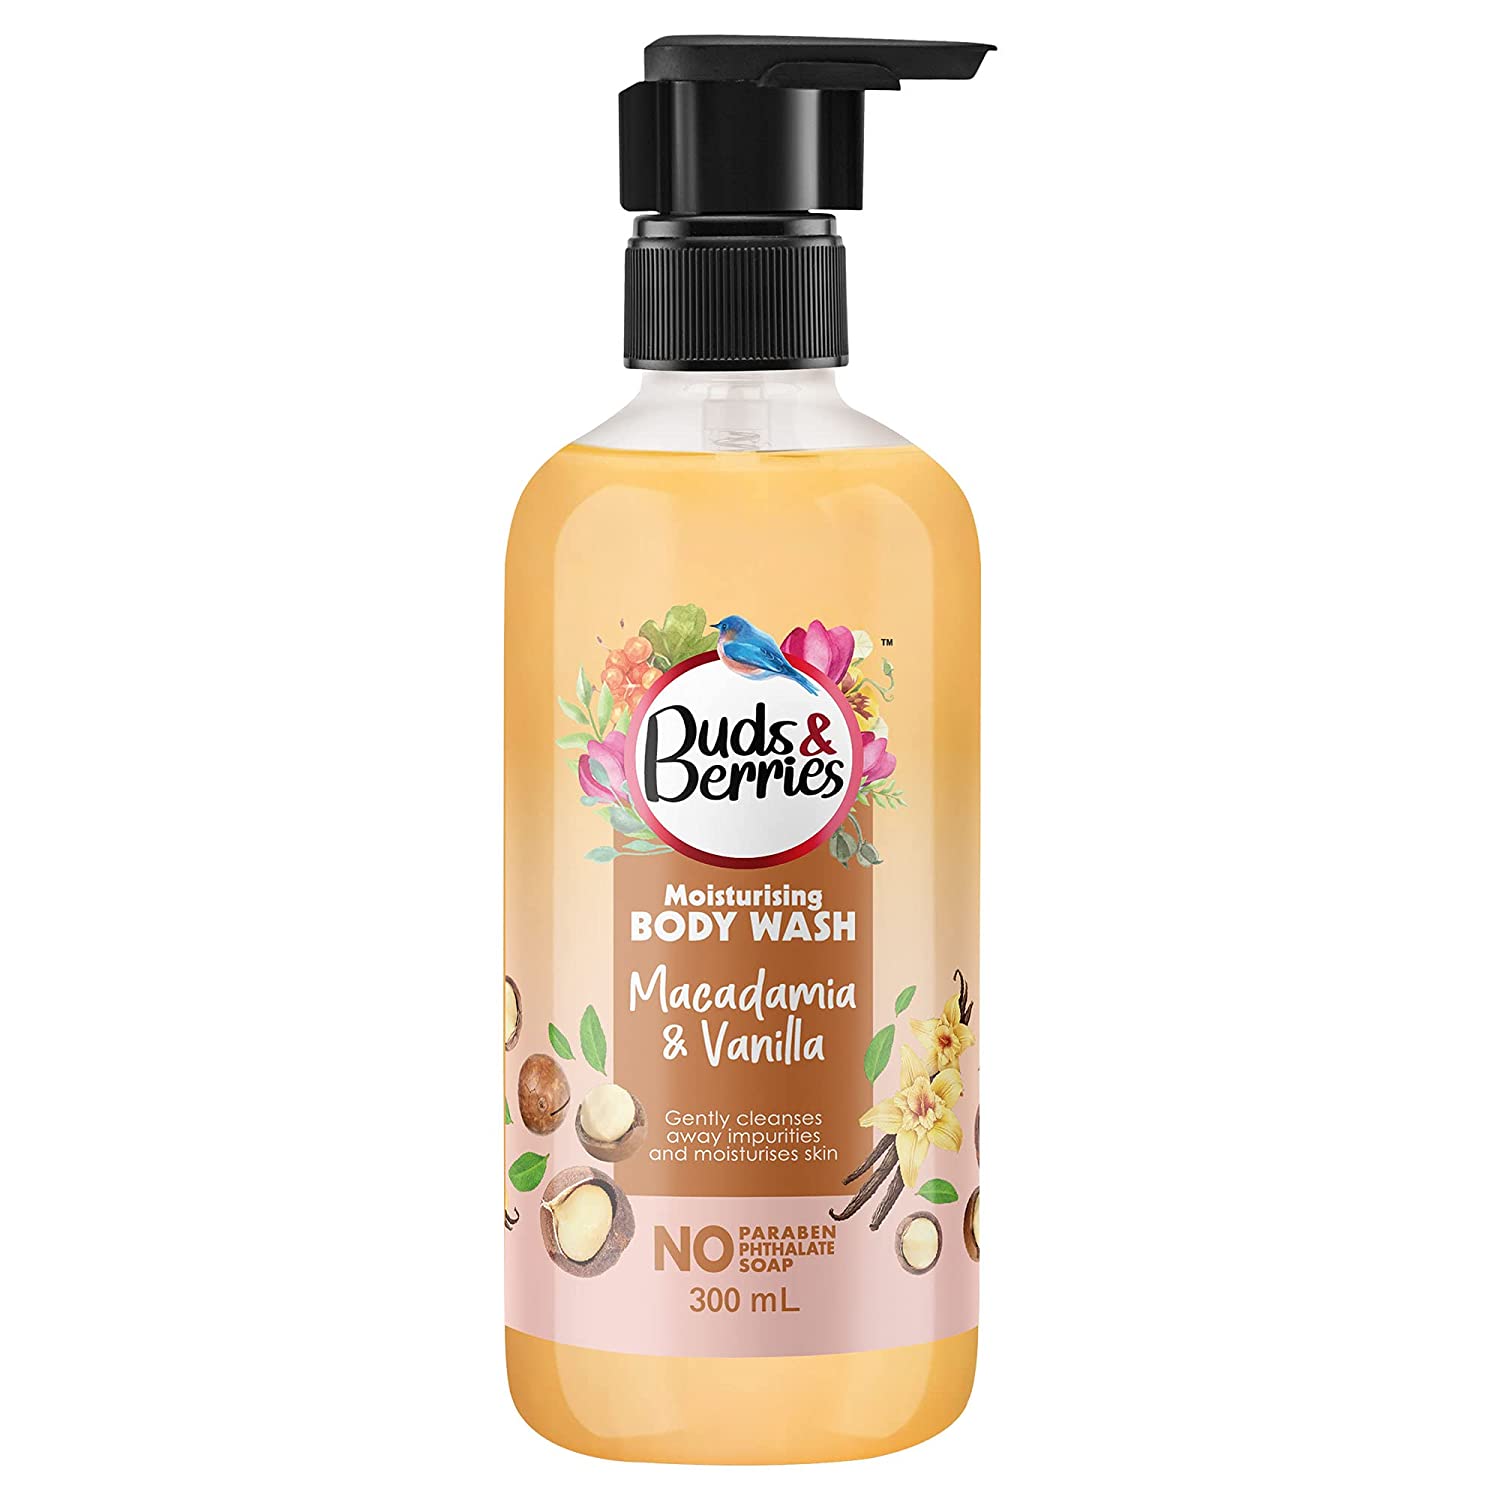 ™
Buds &
Berries
Moisturising
BODY WASH
Macadamia
& Vanilla
Gently cleanses
away impurities
and moisturises skin
NO PARABEN
PHTHALATE
SOAP
300 mL